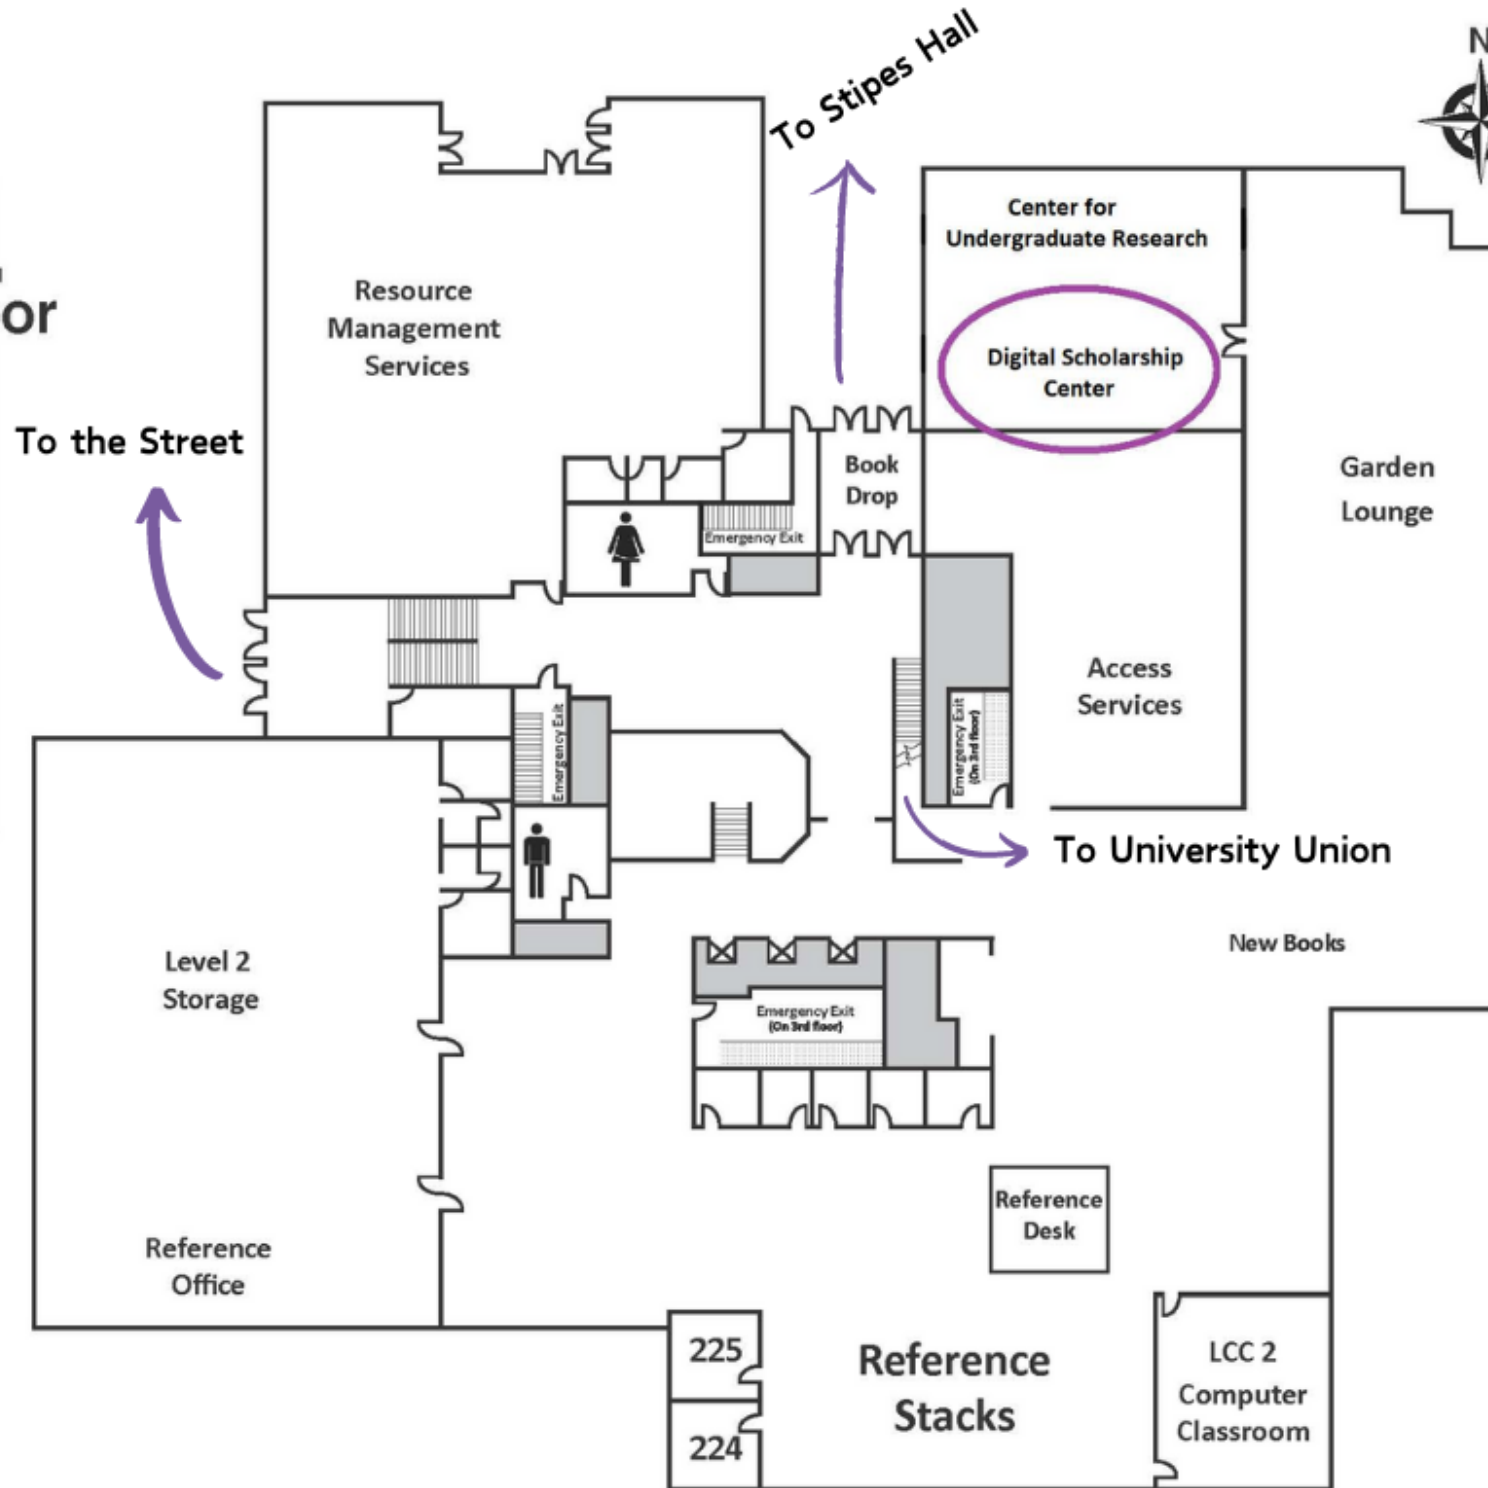 To Stipes Hall
N
Center for
Undergraduate Research
Resource
Management
Services
or
Digital Scholarship
Center
To the Street
Book
Drop
Garden
Lounge
Emergency Exit
Access
Services
Emergency Exit
Emergency Exit
(On 3rd floor)
To University Union
New Books
Level 2
Storage
Emergency Exit
(On 3rd floor)
Reference
Desk
Reference
Office
225
Reference
Stacks
LCC 2
Computer
Classroom
224